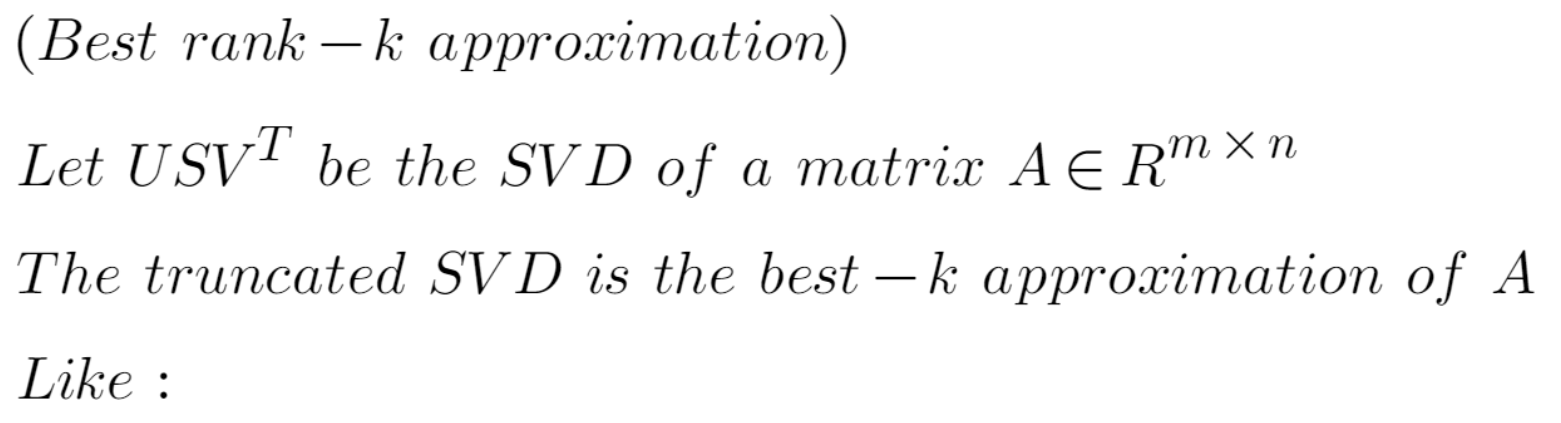 (Best rank − k approximation)
Let USV^T be the SVD of a matrix A ∈ R^{m × n}
The truncated SVD is the best − k approximation of A
Like :